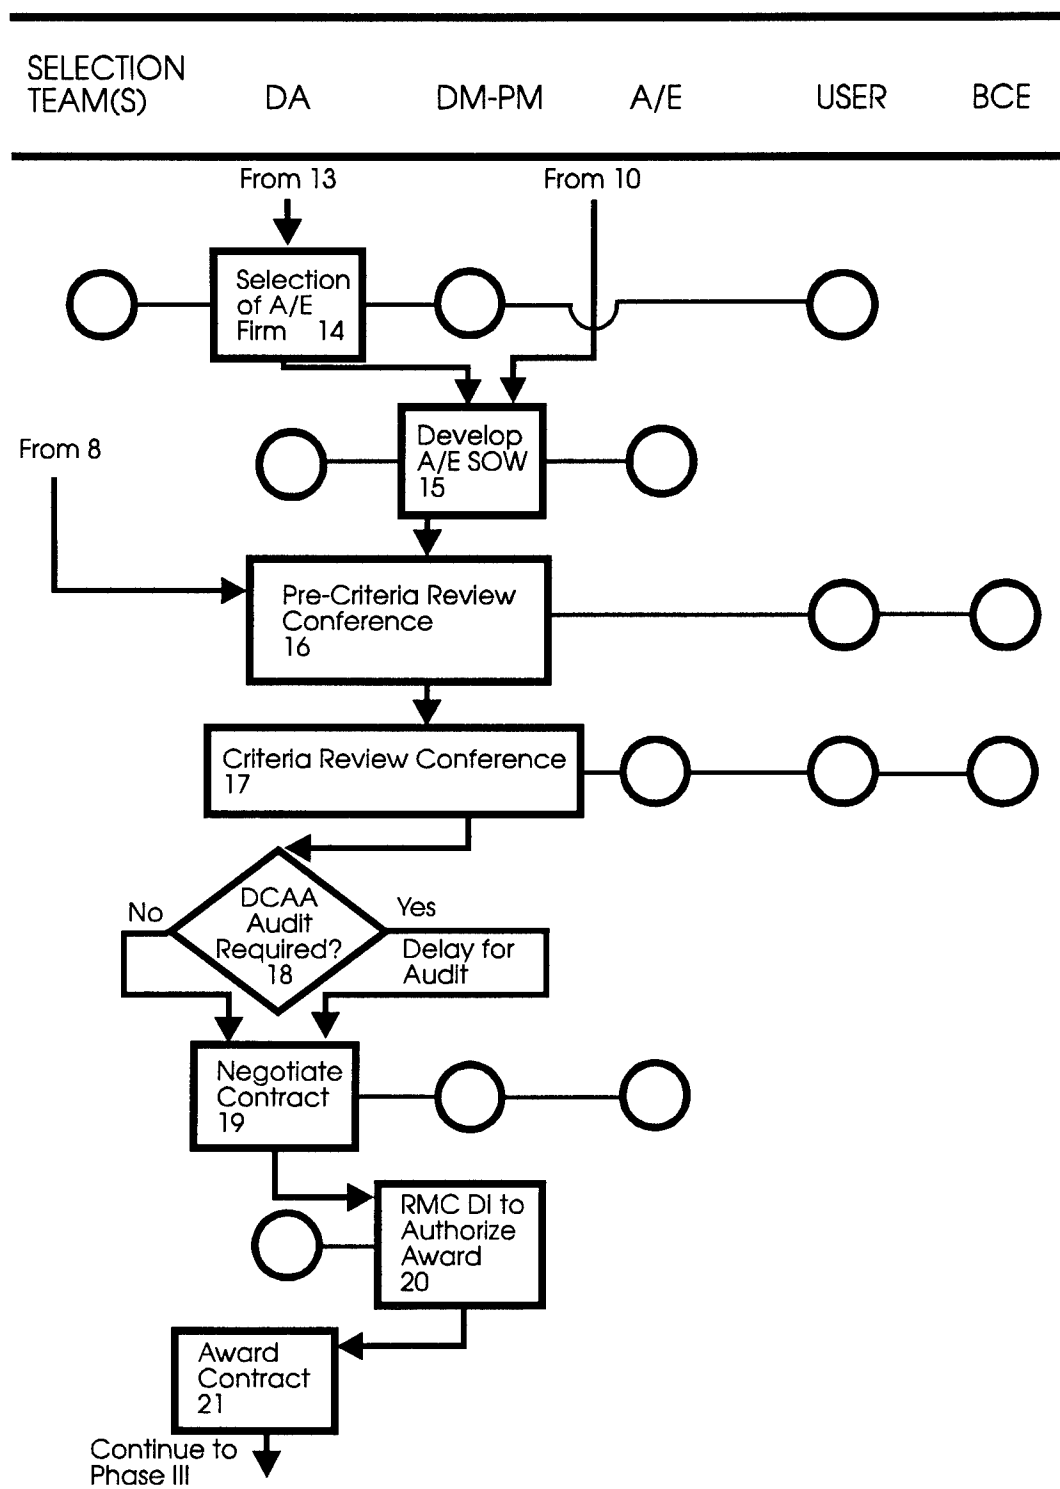 SELECTION
TEAM(S)
DA
DM-PM
A/E
USER
BCE
From 13
From 10
Selection
of A/E
Firm 14
From 8
Develop
A/E SOW
15
Pre-Criteria Review
Conference
16
Criteria Review Conference
17
DCAA
Audit
Required?
18
No
Yes
Delay for
Audit
Negotiate
Contract
19
RMC DI to
Authorize
Award
20
Award
Contract
21
Continue to
Phase III